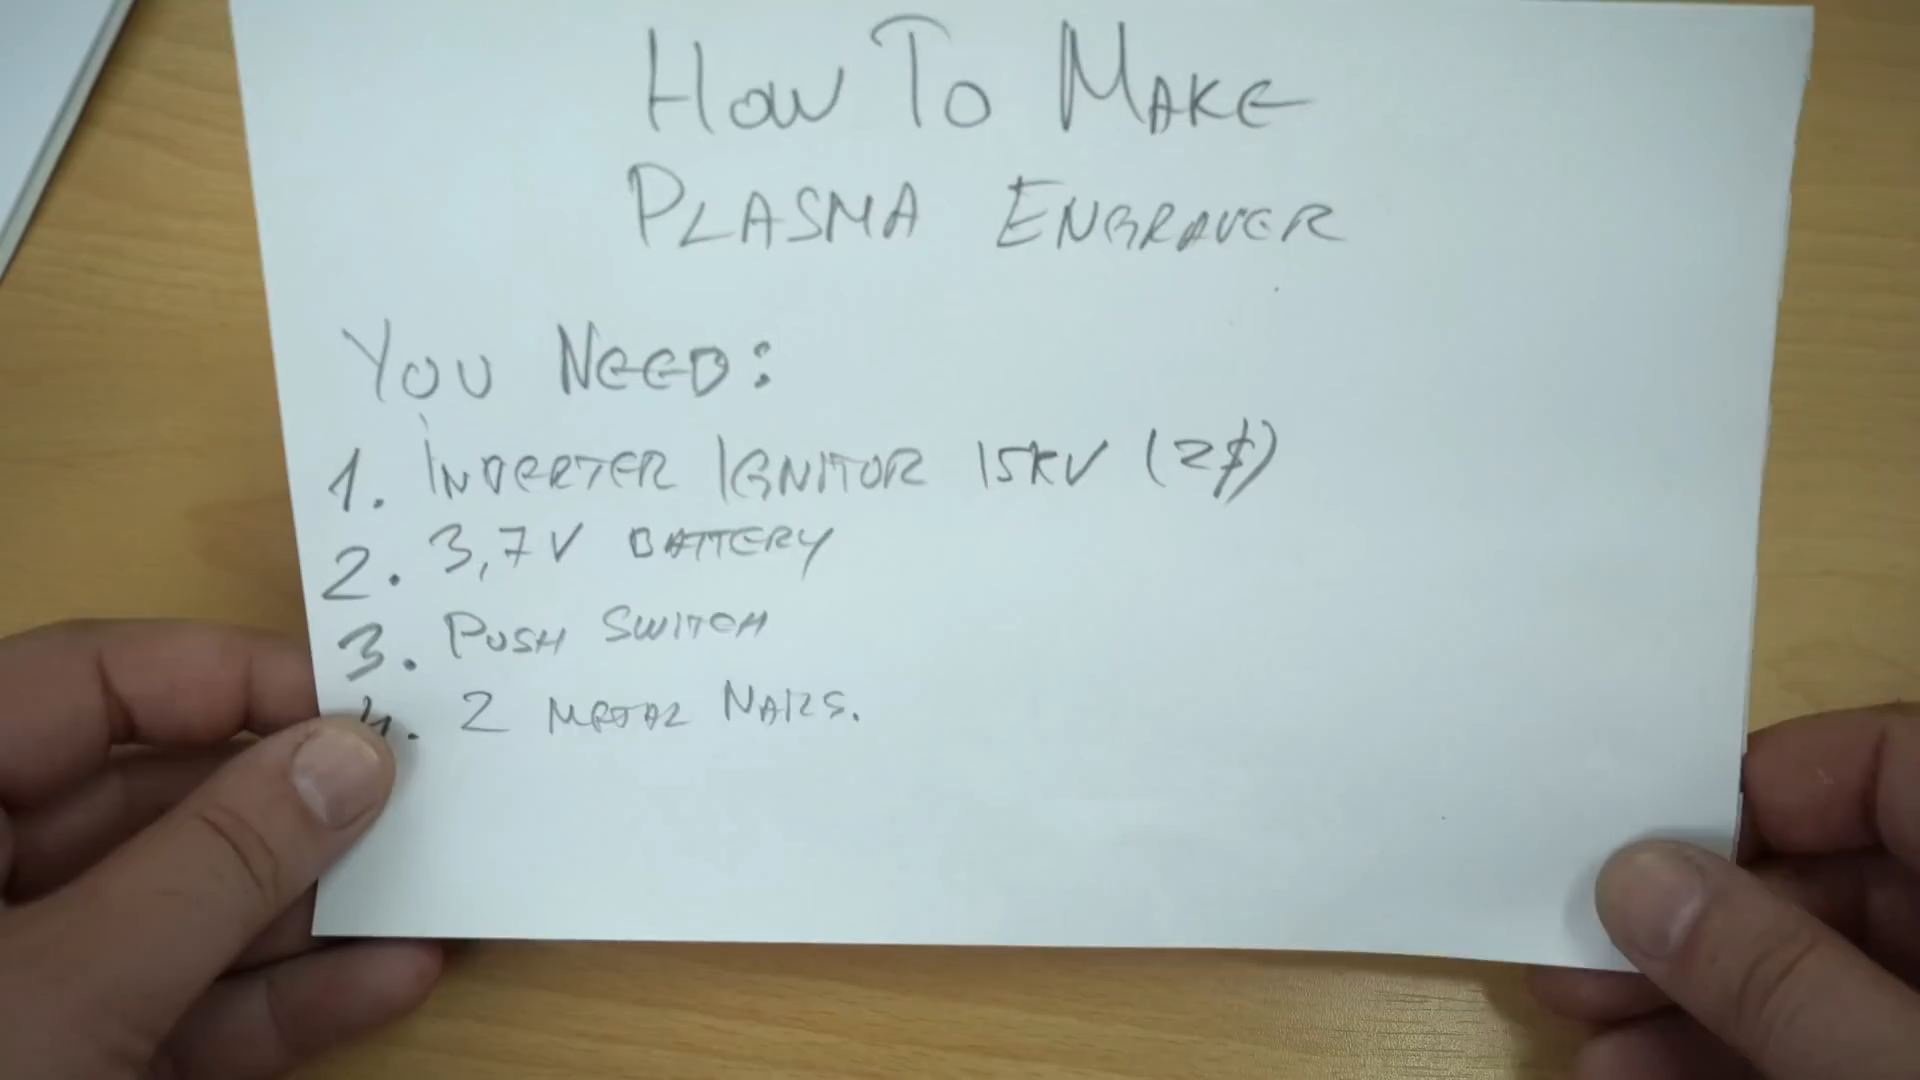 HOW TO MAKE
PLASMA ENGRAVER
YOU NEED:
1. INVERTER IGNITOR 15KV (2$)
2. 3,7V BATTERY
3. PUSH SWITCH
4. 2 METAL NAILS.